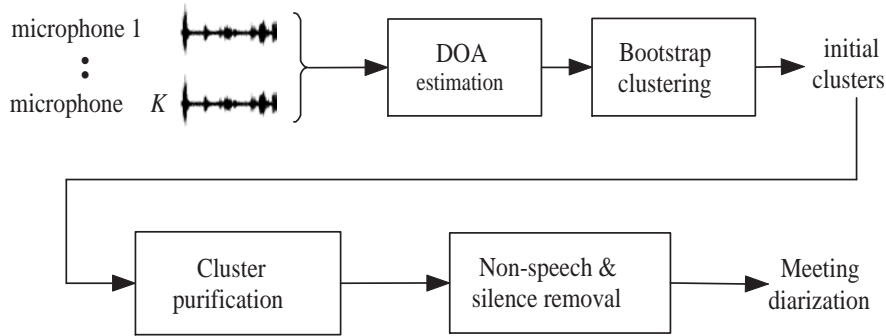 microphone 1
microphone K
DOA
estimation
Bootstrap
clustering
initial
clusters
Cluster
purification
Non-speech &
silence removal
Meeting
diarization